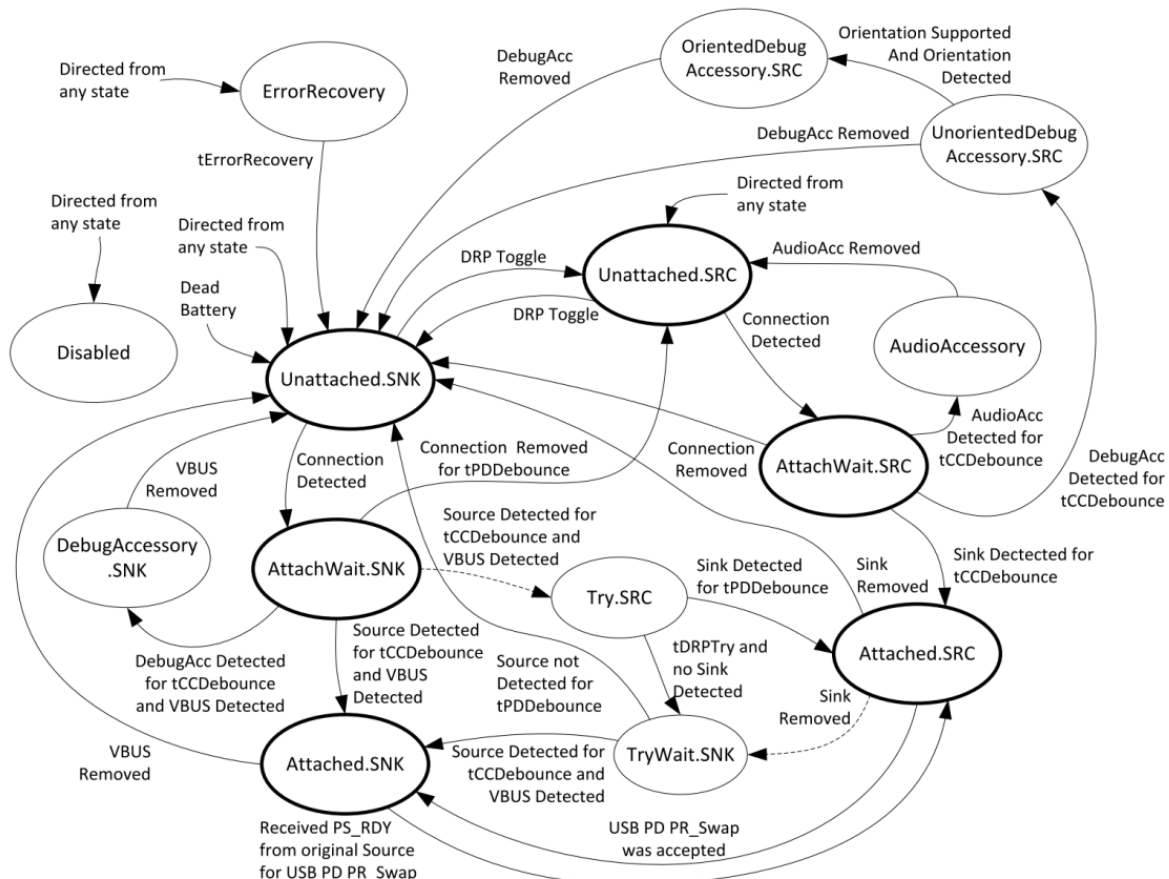 Directed from
any state
ErrorRecovery
tErrorRecovery
DebugAcc
Removed
OrientedDebug
Accessory.SRC
Orientation Supported
And Orientation
Detected
DebugAcc Removed
UnorientedDebug
Accessory.SRC
Directed from
any state
Directed from
any state
Dead
Battery
Disabled
DRP Toggle
DRP Toggle
Directed from
any state
Unattached.SRC
AudioAcc Removed
Connection
Detected
AudioAccessory
Unattached.SNK
AttachWait.SRC
AudioAcc
Detected for
tCCDebounce
DebugAcc
Detected for
tCCDebounce
VBUS
Removed
Connection
Detected
Connection Removed
for tPDDebounce
Connection
Removed
DebugAccessory
.SNK
AttachWait.SNK
Source Detected for
tCCDebounce and
VBUS Detected
Try.SRC
Sink Detected
for tPDDebounce
Sink
Removed
Sink Dectected for
tCCDebounce
DebugAcc Detected
for tCCDebounce
and VBUS Detected
Source Detected
for tCCDebounce
and VBUS
Detected
Source not
Detected for
tPDDebounce
tDRPTry and
no Sink
Detected
Attached.SRC
Sink
Removed
VBUS
Removed
Attached.SNK
Source Detected for
tCCDebounce and
VBUS Detected
TryWait.SNK
Received PS_RDY
from original Source
for USB PD PR_Swap
USB PD PR_Swap
was accepted